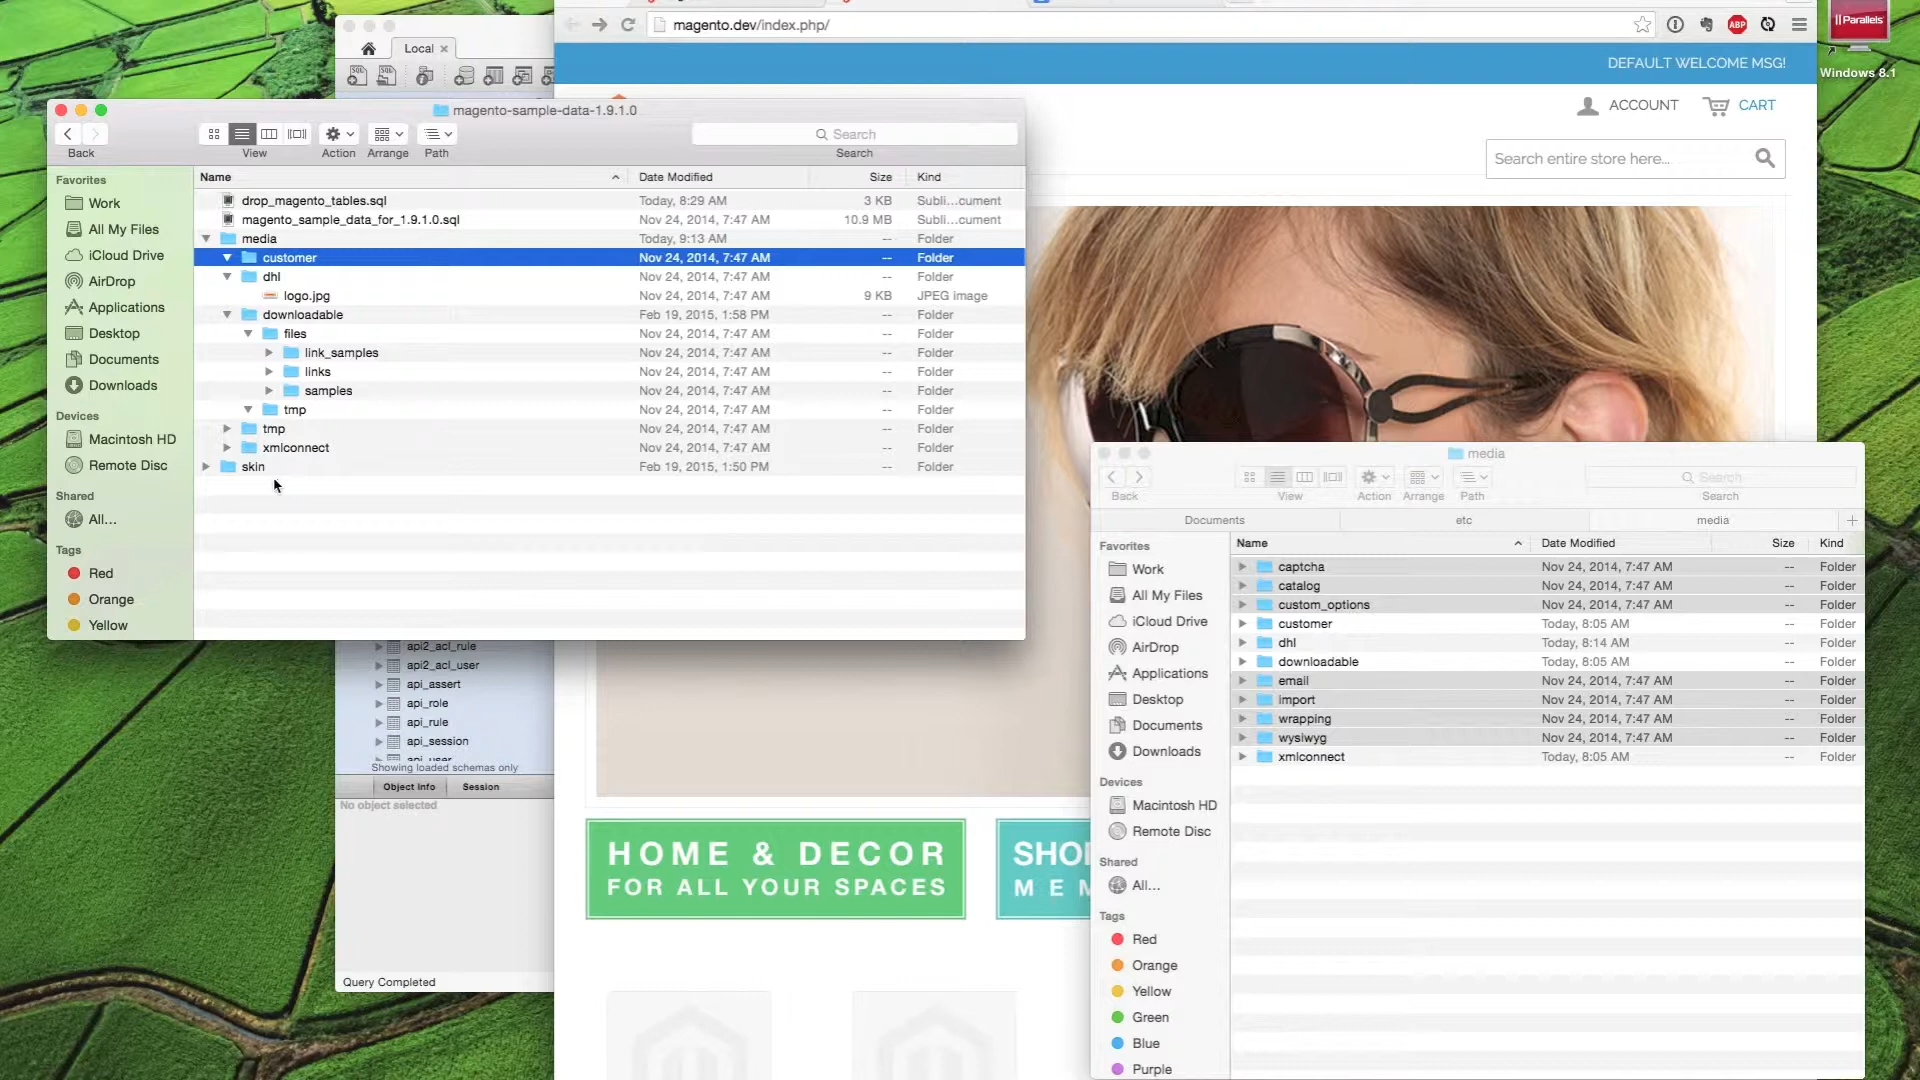 magento.dev/index.php/
ABP
|| Parallels
Windows 8.1
Local
DEFAULT WELCOME MSG!
ACCOUNT
CART
Search entire store here...
magento-sample-data-1.9.1.0
Back
View
Action
Arrange
Path
Search
Search
Favorites
Work
All My Files
iCloud Drive
AirDrop
Applications
Desktop
Documents
Downloads
Devices
Macintosh HD
Remote Disc
Shared
All...
Tags
Red
Orange
Yellow
Name Date Modified Size Kind
drop_magento_tables.sql Today, 8:29 AM 3 KB Subli...cument
magento_sample_data_for_1.9.1.0.sql Nov 24, 2014, 7:47 AM 10.9 MB Subli...cument
media Today, 9:13 AM -- Folder
customer Nov 24, 2014, 7:47 AM -- Folder
dhl Nov 24, 2014, 7:47 AM -- Folder
logo.jpg Nov 24, 2014, 7:47 AM 9 KB JPEG image
downloadable Feb 19, 2015, 1:58 PM -- Folder
files Nov 24, 2014, 7:47 AM -- Folder
link_samples Nov 24, 2014, 7:47 AM -- Folder
links Nov 24, 2014, 7:47 AM -- Folder
samples Nov 24, 2014, 7:47 AM -- Folder
tmp Nov 24, 2014, 7:47 AM -- Folder
tmp Nov 24, 2014, 7:47 AM -- Folder
xmlconnect Nov 24, 2014, 7:47 AM -- Folder
skin Feb 19, 2015, 1:50 PM -- Folder
api2_acl_rule
api2_acl_user
api_assert
api_role
api_rule
api_session
api_user
Showing loaded schemas only
Object Info Session
No object selected
Query Completed
HOME & DECOR
FOR ALL YOUR SPACES
media
Back
View
Action
Arrange
Path
Search
Search
Documents
etc
media
Favorites
Work
All My Files
iCloud Drive
AirDrop
Applications
Desktop
Documents
Downloads
Devices
Macintosh HD
Remote Disc
Shared
All...
Tags
Red
Orange
Yellow
Green
Blue
Purple
Name Date Modified Size Kind
captcha Nov 24, 2014, 7:47 AM -- Folder
catalog Nov 24, 2014, 7:47 AM -- Folder
custom_options Nov 24, 2014, 7:47 AM -- Folder
customer Today, 8:05 AM -- Folder
dhl Today, 8:14 AM -- Folder
downloadable Today, 8:05 AM -- Folder
email Nov 24, 2014, 7:47 AM -- Folder
import Nov 24, 2014, 7:47 AM -- Folder
wrapping Nov 24, 2014, 7:47 AM -- Folder
wysiwyg Nov 24, 2014, 7:47 AM -- Folder
xmlconnect Today, 8:05 AM -- Folder